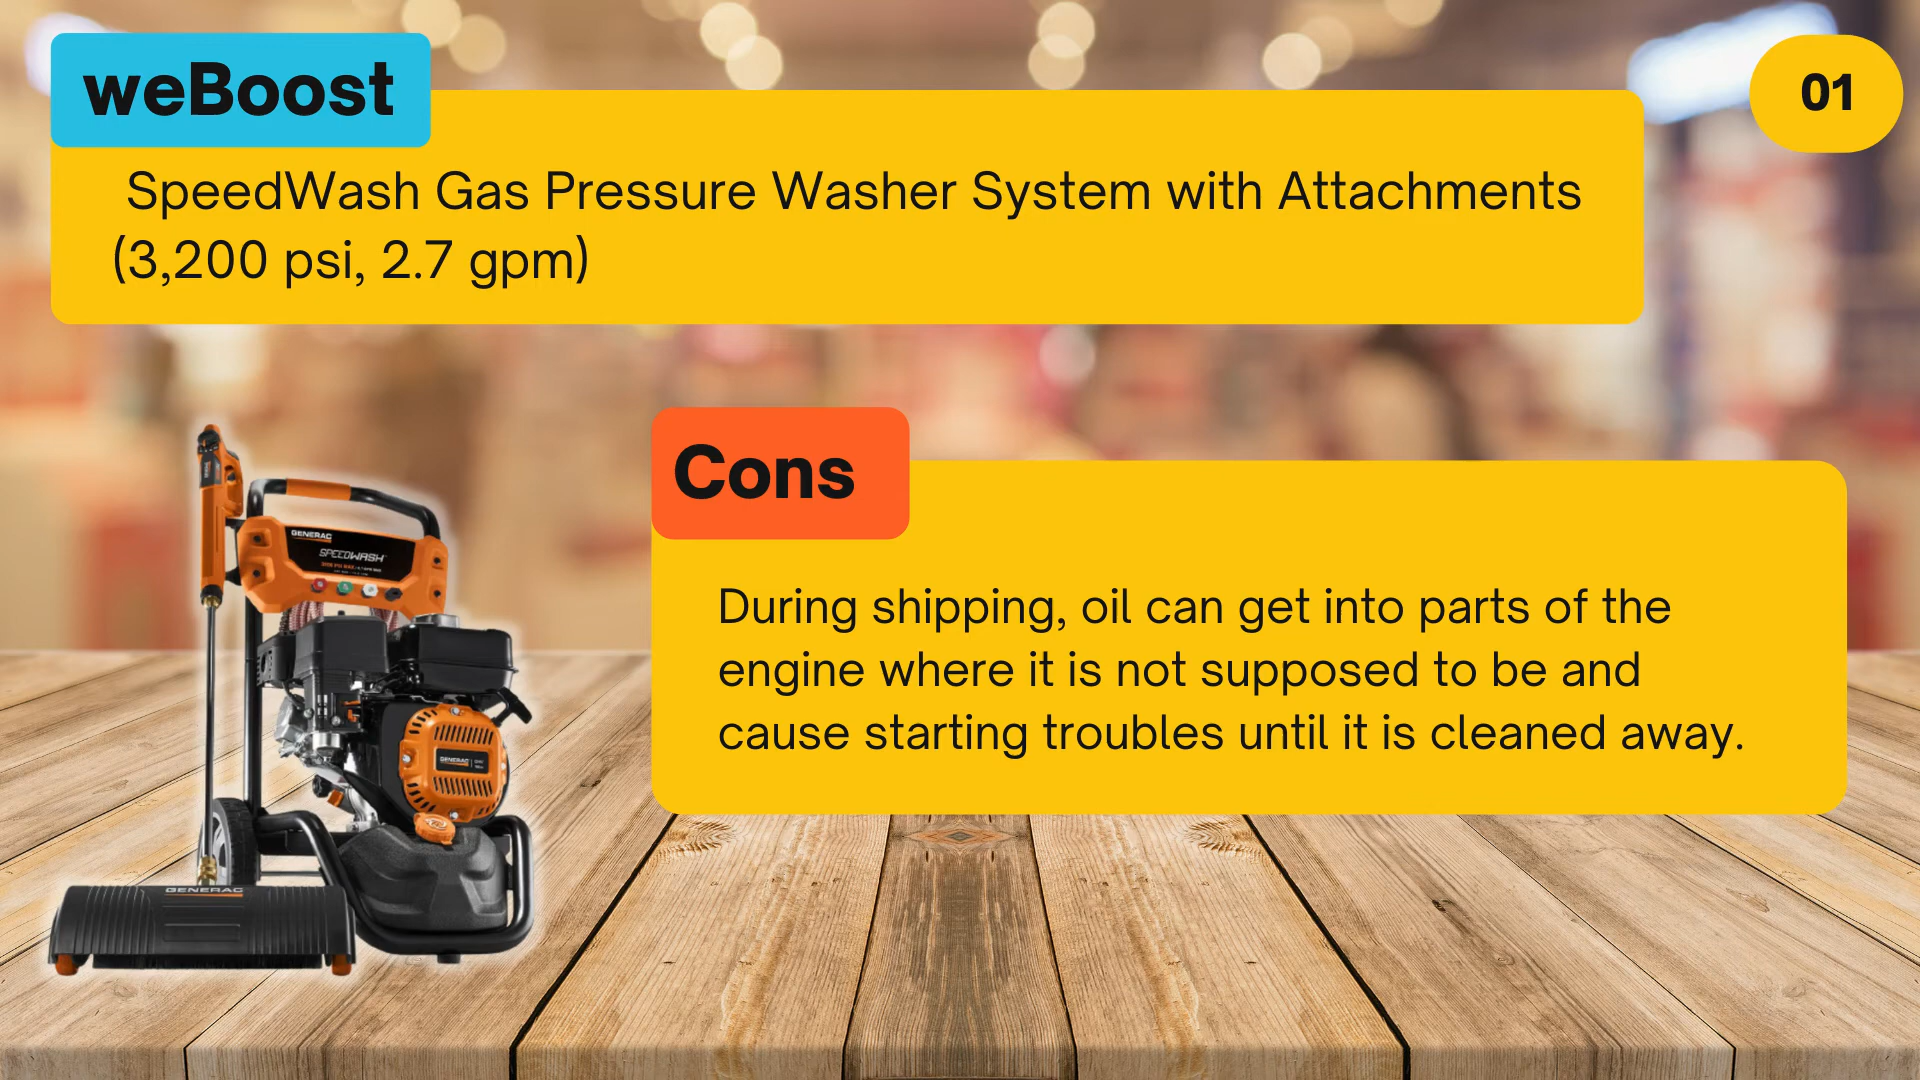 weBoost
01
SpeedWash Gas Pressure Washer System with Attachments
(3,200 psi, 2.7 gpm)
Cons
During shipping, oil can get into parts of the
engine where it is not supposed to be and
cause starting troubles until it is cleaned away.
GENERAC
SPEEDWASH
GENERAC
GENERAC